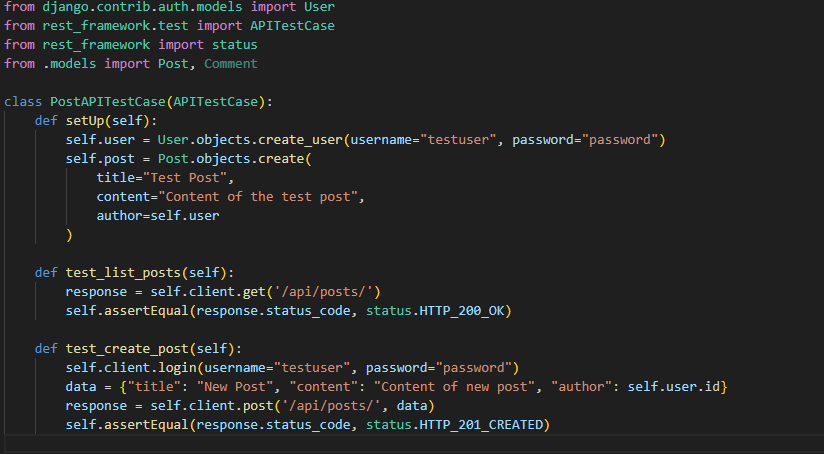 from django.contrib.auth.models import User
from rest_framework.test import APITestCase
from rest_framework import status
from .models import Post, Comment

class PostAPITestCase(APITestCase):
    def setUp(self):
        self.user = User.objects.create_user(username="testuser", password="password")
        self.post = Post.objects.create(
            title="Test Post",
            content="Content of the test post",
            author=self.user
        )

    def test_list_posts(self):
        response = self.client.get('/api/posts/')
        self.assertEqual(response.status_code, status.HTTP_200_OK)

    def test_create_post(self):
        self.client.login(username="testuser", password="password")
        data = {"title": "New Post", "content": "Content of new post", "author": self.user.id}
        response = self.client.post('/api/posts/', data)
        self.assertEqual(response.status_code, status.HTTP_201_CREATED)